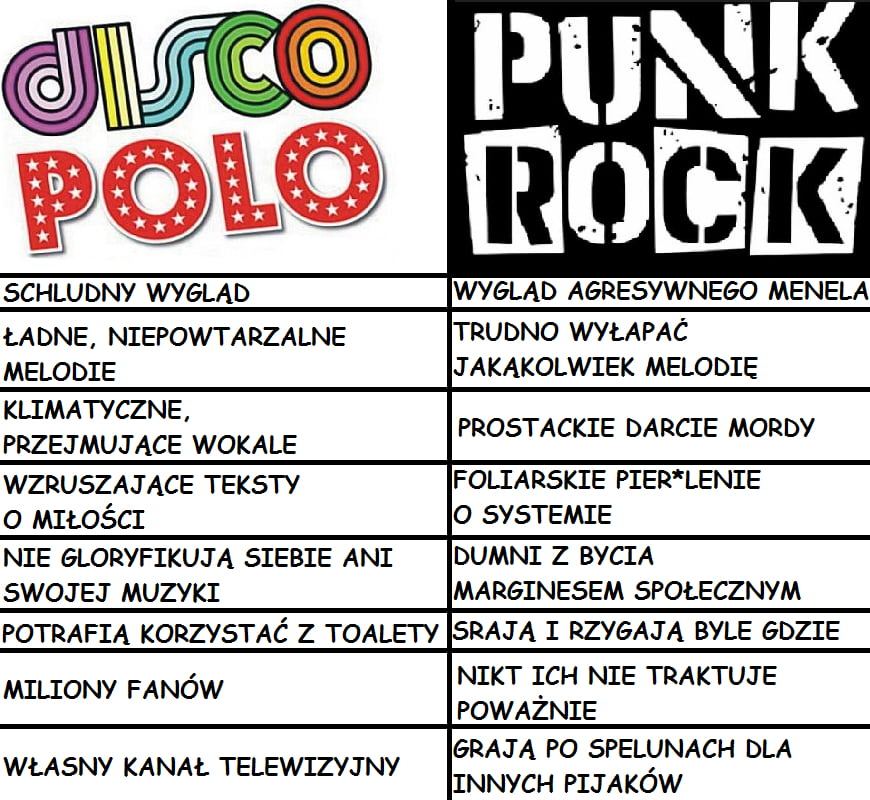 disco
POLO
PUNK
ROCK
SCHLUDNY WYGLĄD
WYGLĄD AGRESYWNEGO MENELA
ŁADNE, NIEPOWTARZALNE
MELODIE
TRUDNO WYŁAPAĆ
JAKĄKOLWIEK MELODIĘ
KLIMATYCZNE,
PRZEJMUJĄCE WOKALE
PROSTACKIE DARCIE MORDY
WZRUSZAJĄCE TEKSTY
O MIŁOŚCI
FOLIARSKIE PIER*LENIE
O SYSTEMIE
NIE GLORYFIKUJĄ SIEBIE ANI
SWOJEJ MUZYKI
DUMNI Z BYCIA
MARGINESEM SPOŁECZNYM
POTRAFIĄ KORZYSTAĆ Z TOALETY
SRAJĄ I RZYGAJĄ BYLE GDZIE
MILIONY FANÓW
NIKT ICH NIE TRAKTUJE
POWAŻNIE
WŁASNY KANAŁ TELEWIZYJNY
GRAJĄ PO SPELUNACH DLA
INNYCH PIJAKÓW